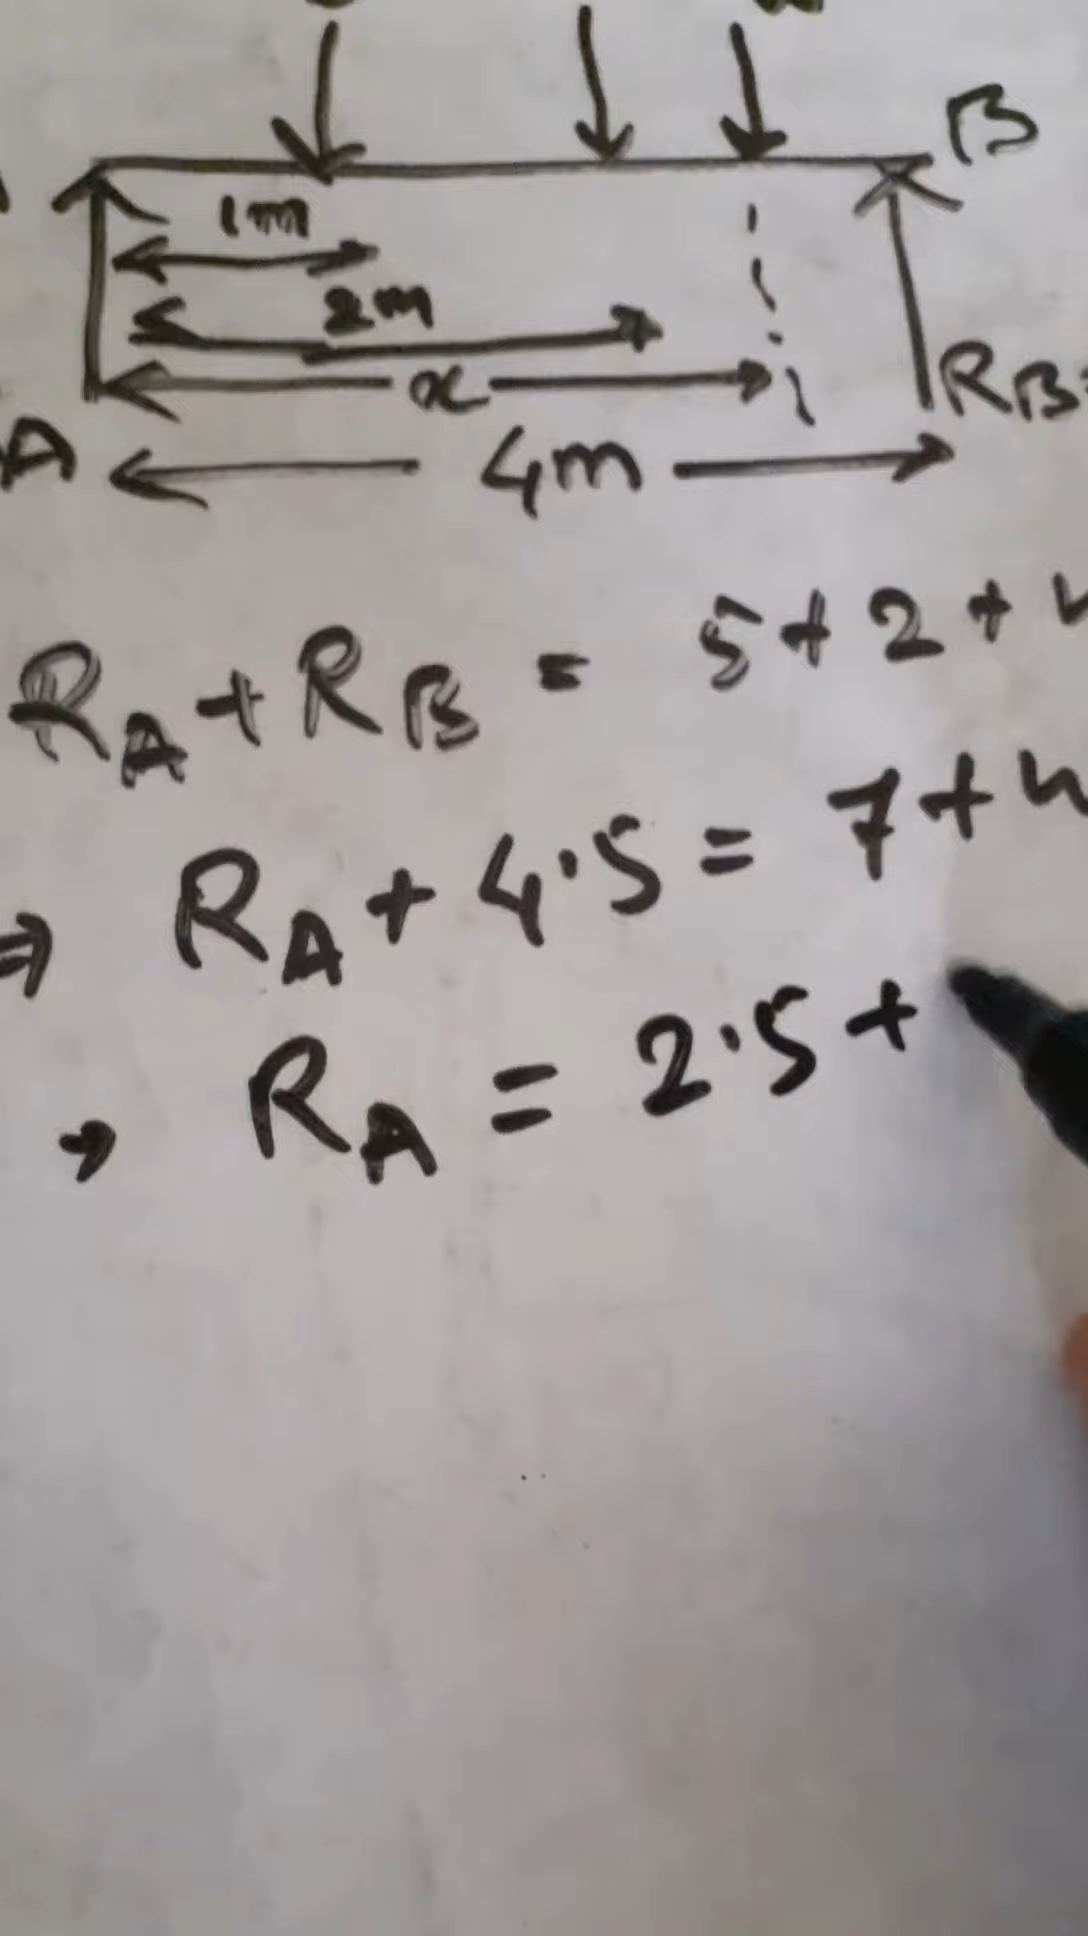 B
1m
2m
x
RB
A
4m
RA + RB = 5 + 2 +
⇒ RA + 4.5 = 7 +
RA = 2.5 +